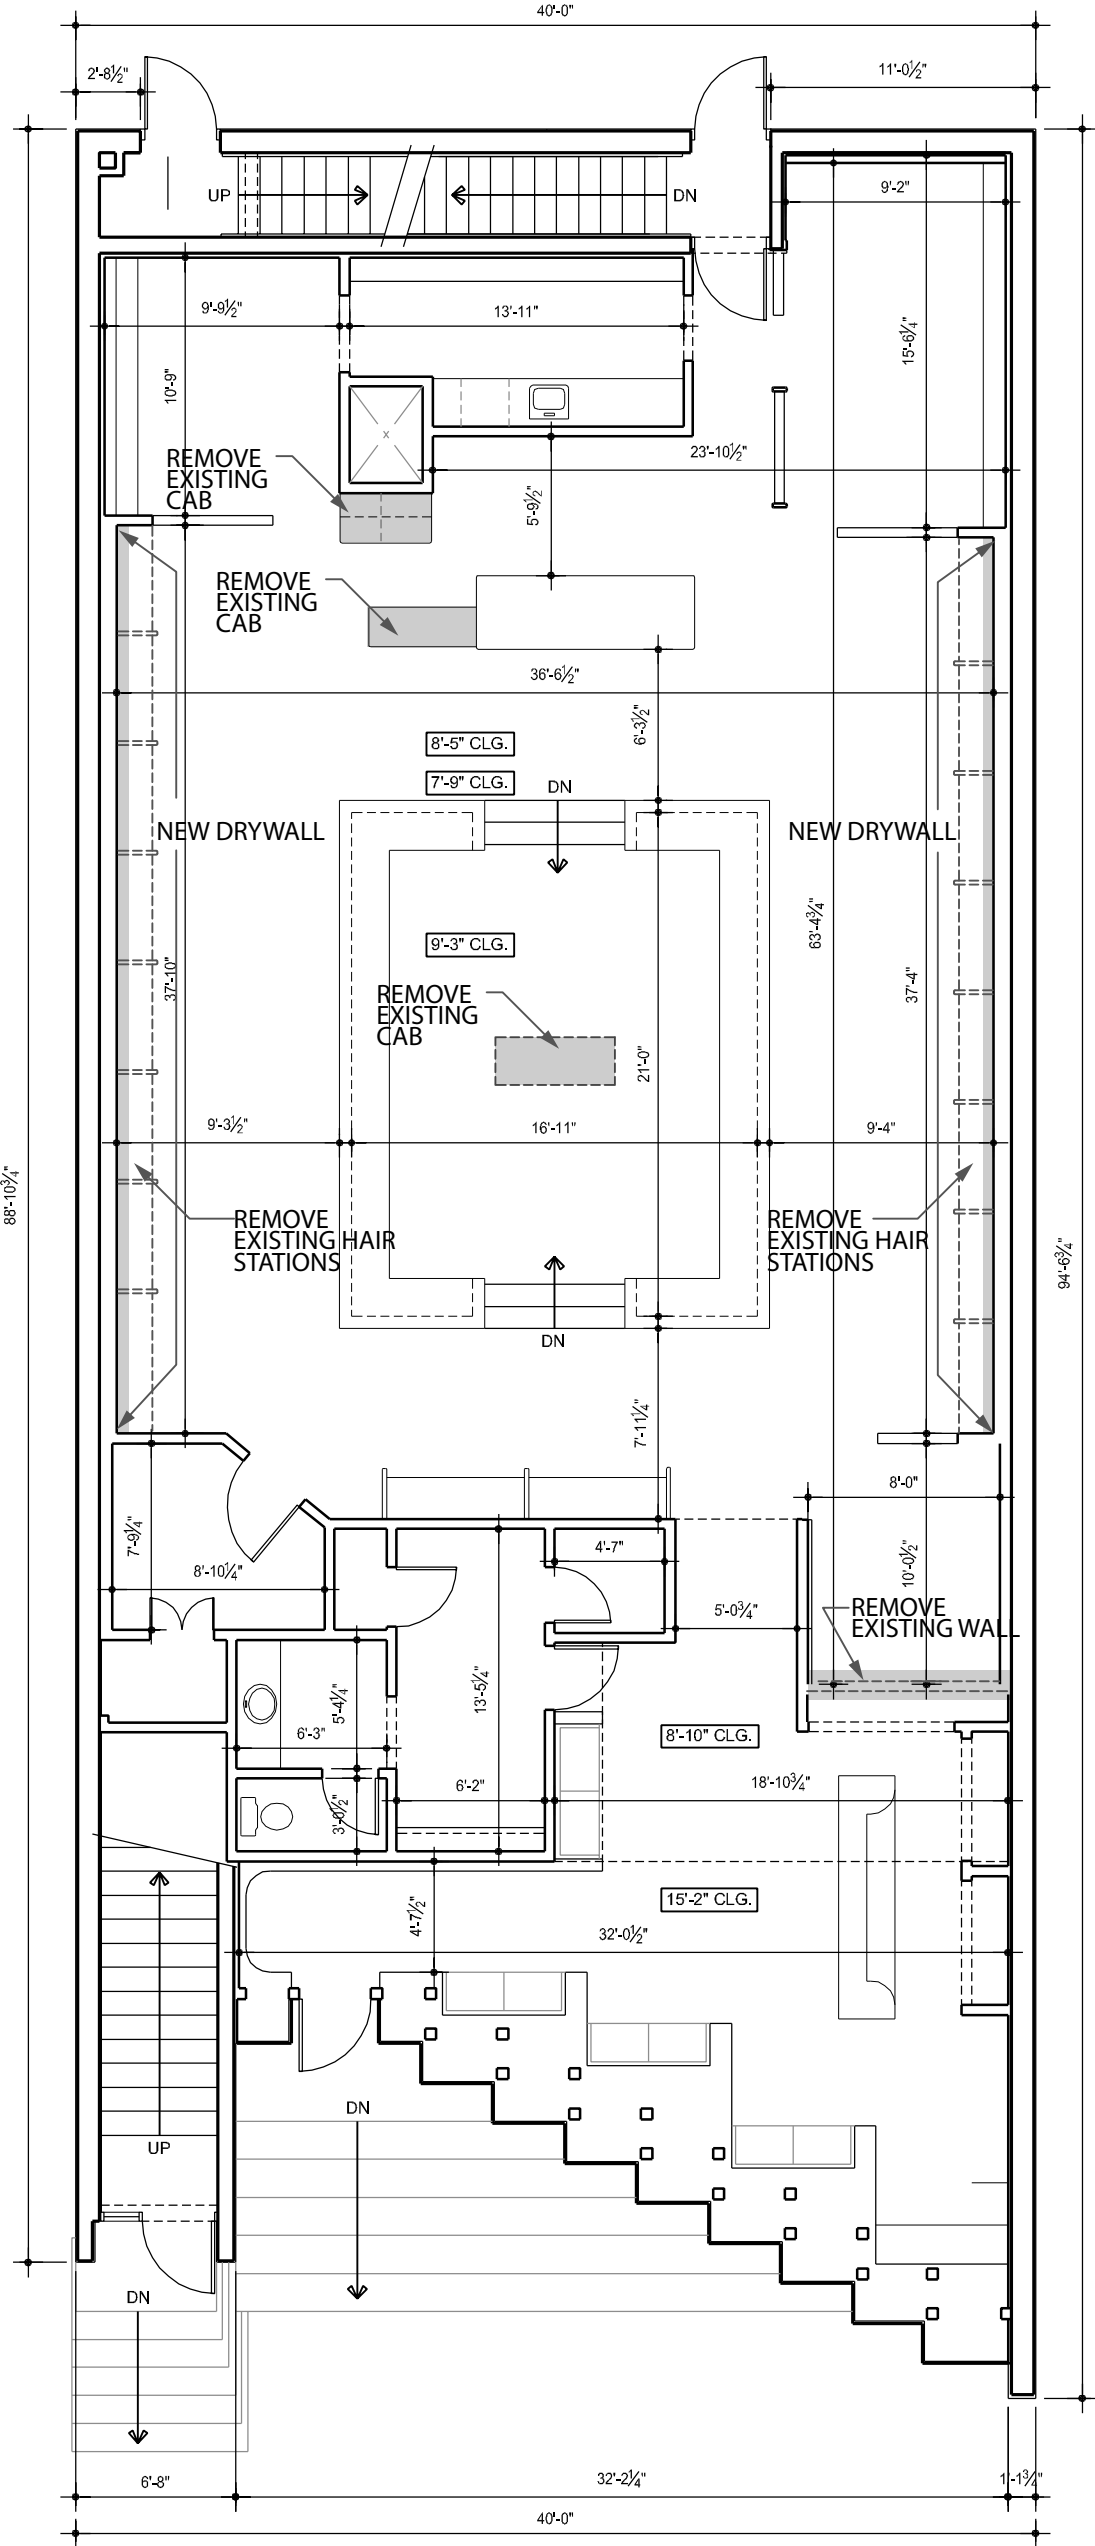 40'-0"
2'-8½"
11'-0½"
UP
DN
9'-2"
9'-9½"
13'-11"
15'-6¼"
10'-9"
23'-10½"
REMOVE
EXISTING
CAB
5'-9½"
REMOVE
EXISTING
CAB
36'-6½"
6'-3½"
8'-5" CLG.
7'-9" CLG.
DN
NEW DRYWALL
NEW DRYWALL
63'-4¾"
9'-3" CLG.
37'-10"
37'-4"
REMOVE
EXISTING
CAB
21'-0"
9'-3½"
16'-11"
9'-4"
88'-10¾"
REMOVE
EXISTING HAIR
STATIONS
REMOVE
EXISTING HAIR
STATIONS
94'-6¾"
DN
7'-11¼"
8'-0"
7'-9¼"
4'-7"
8'-10¼"
10'-0½"
5'-0¾"
REMOVE
EXISTING WALL
13'-5¼"
5'-4¼"
6'-3"
8'-10" CLG.
6'-2"
18'-10¾"
3'-0½"
15'-2" CLG.
4'-7½"
32'-0½"
DN
UP
DN
6'-8"
32'-2¼"
1'-1¾"
40'-0"